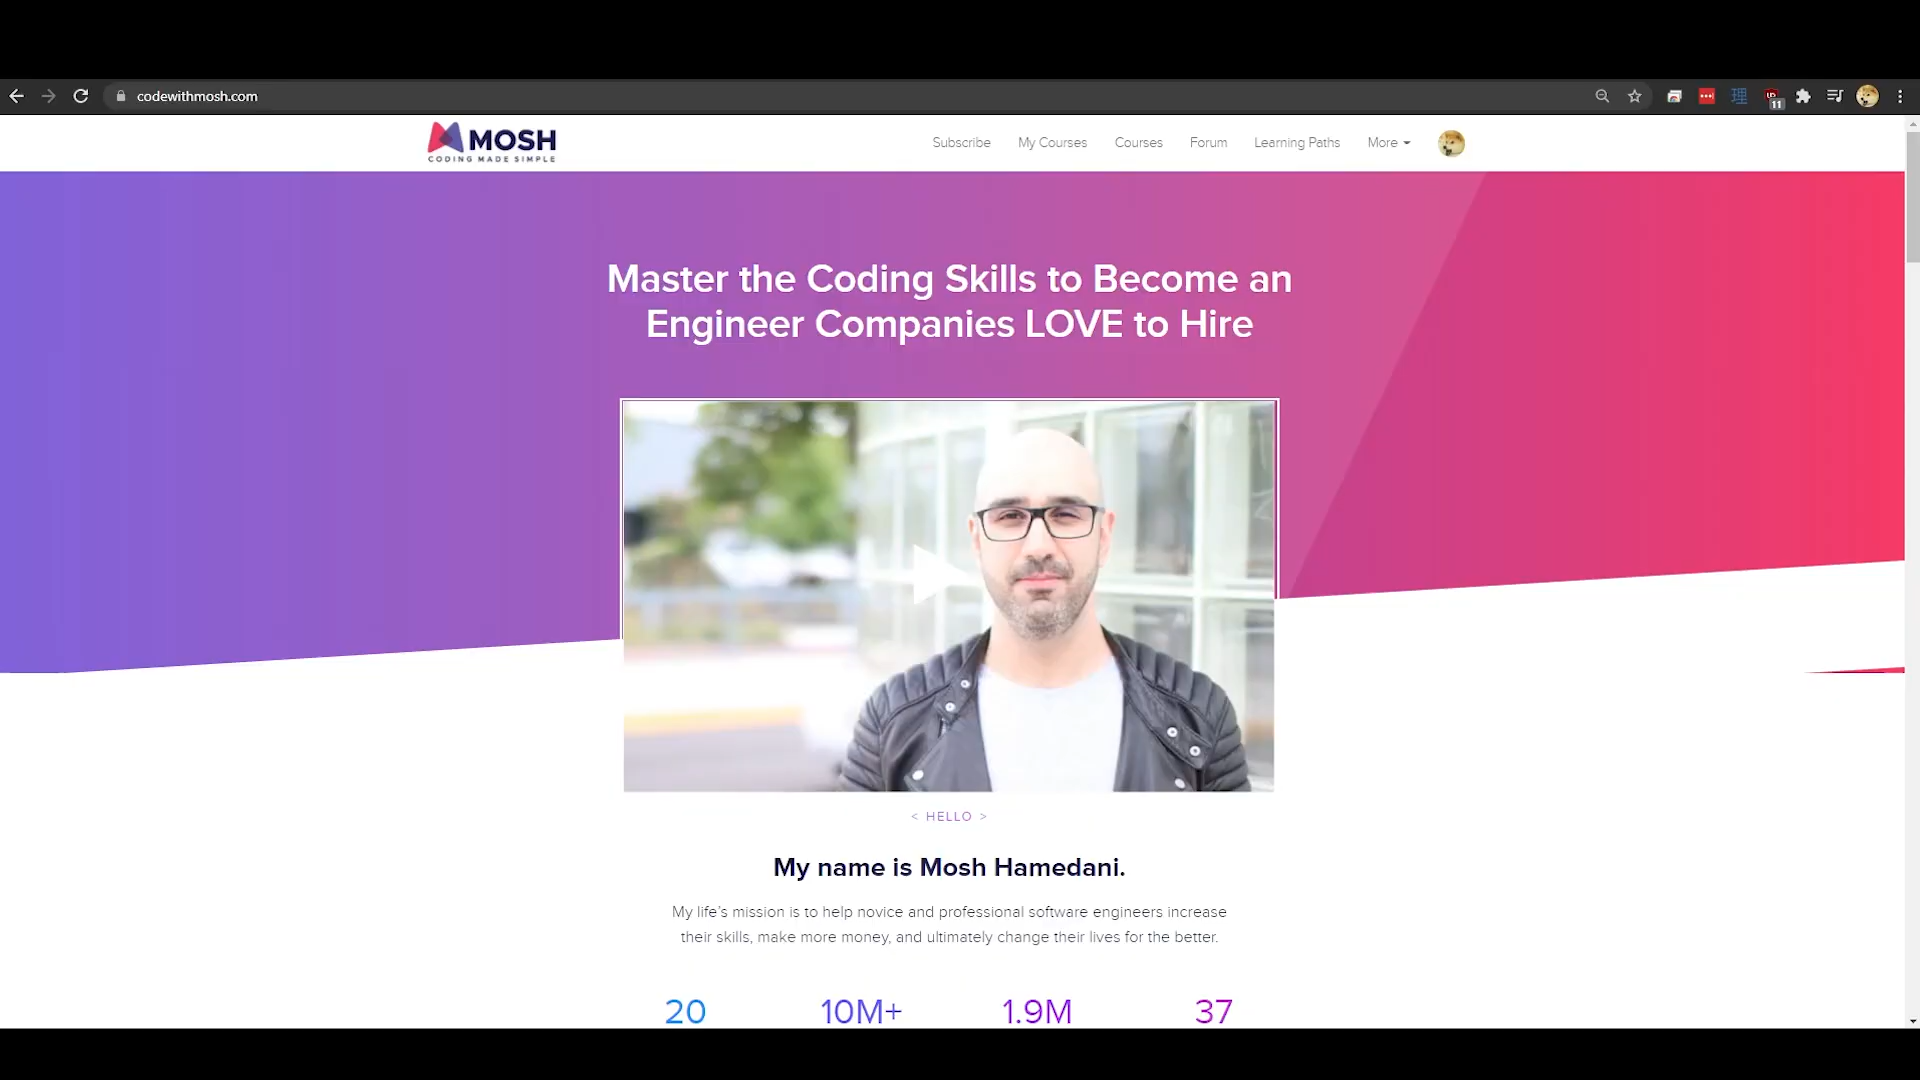 codewithmosh.com
11
MOSH
CODING MADE SIMPLE
Subscribe
My Courses
Courses
Forum
Learning Paths
More
Master the Coding Skills to Become an
Engineer Companies LOVE to Hire
< HELLO >
My name is Mosh Hamedani.
My life's mission is to help novice and professional software engineers increase
their skills, make more money, and ultimately change their lives for the better.
20 10M+ 1.9M 37